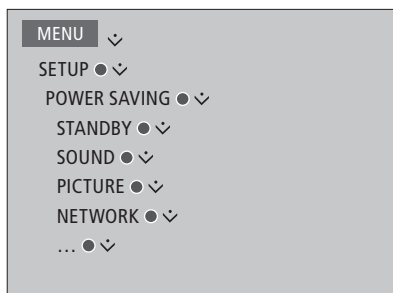 MENU
SETUP
POWER SAVING
STANDBY
SOUND
PICTURE
NETWORK
…